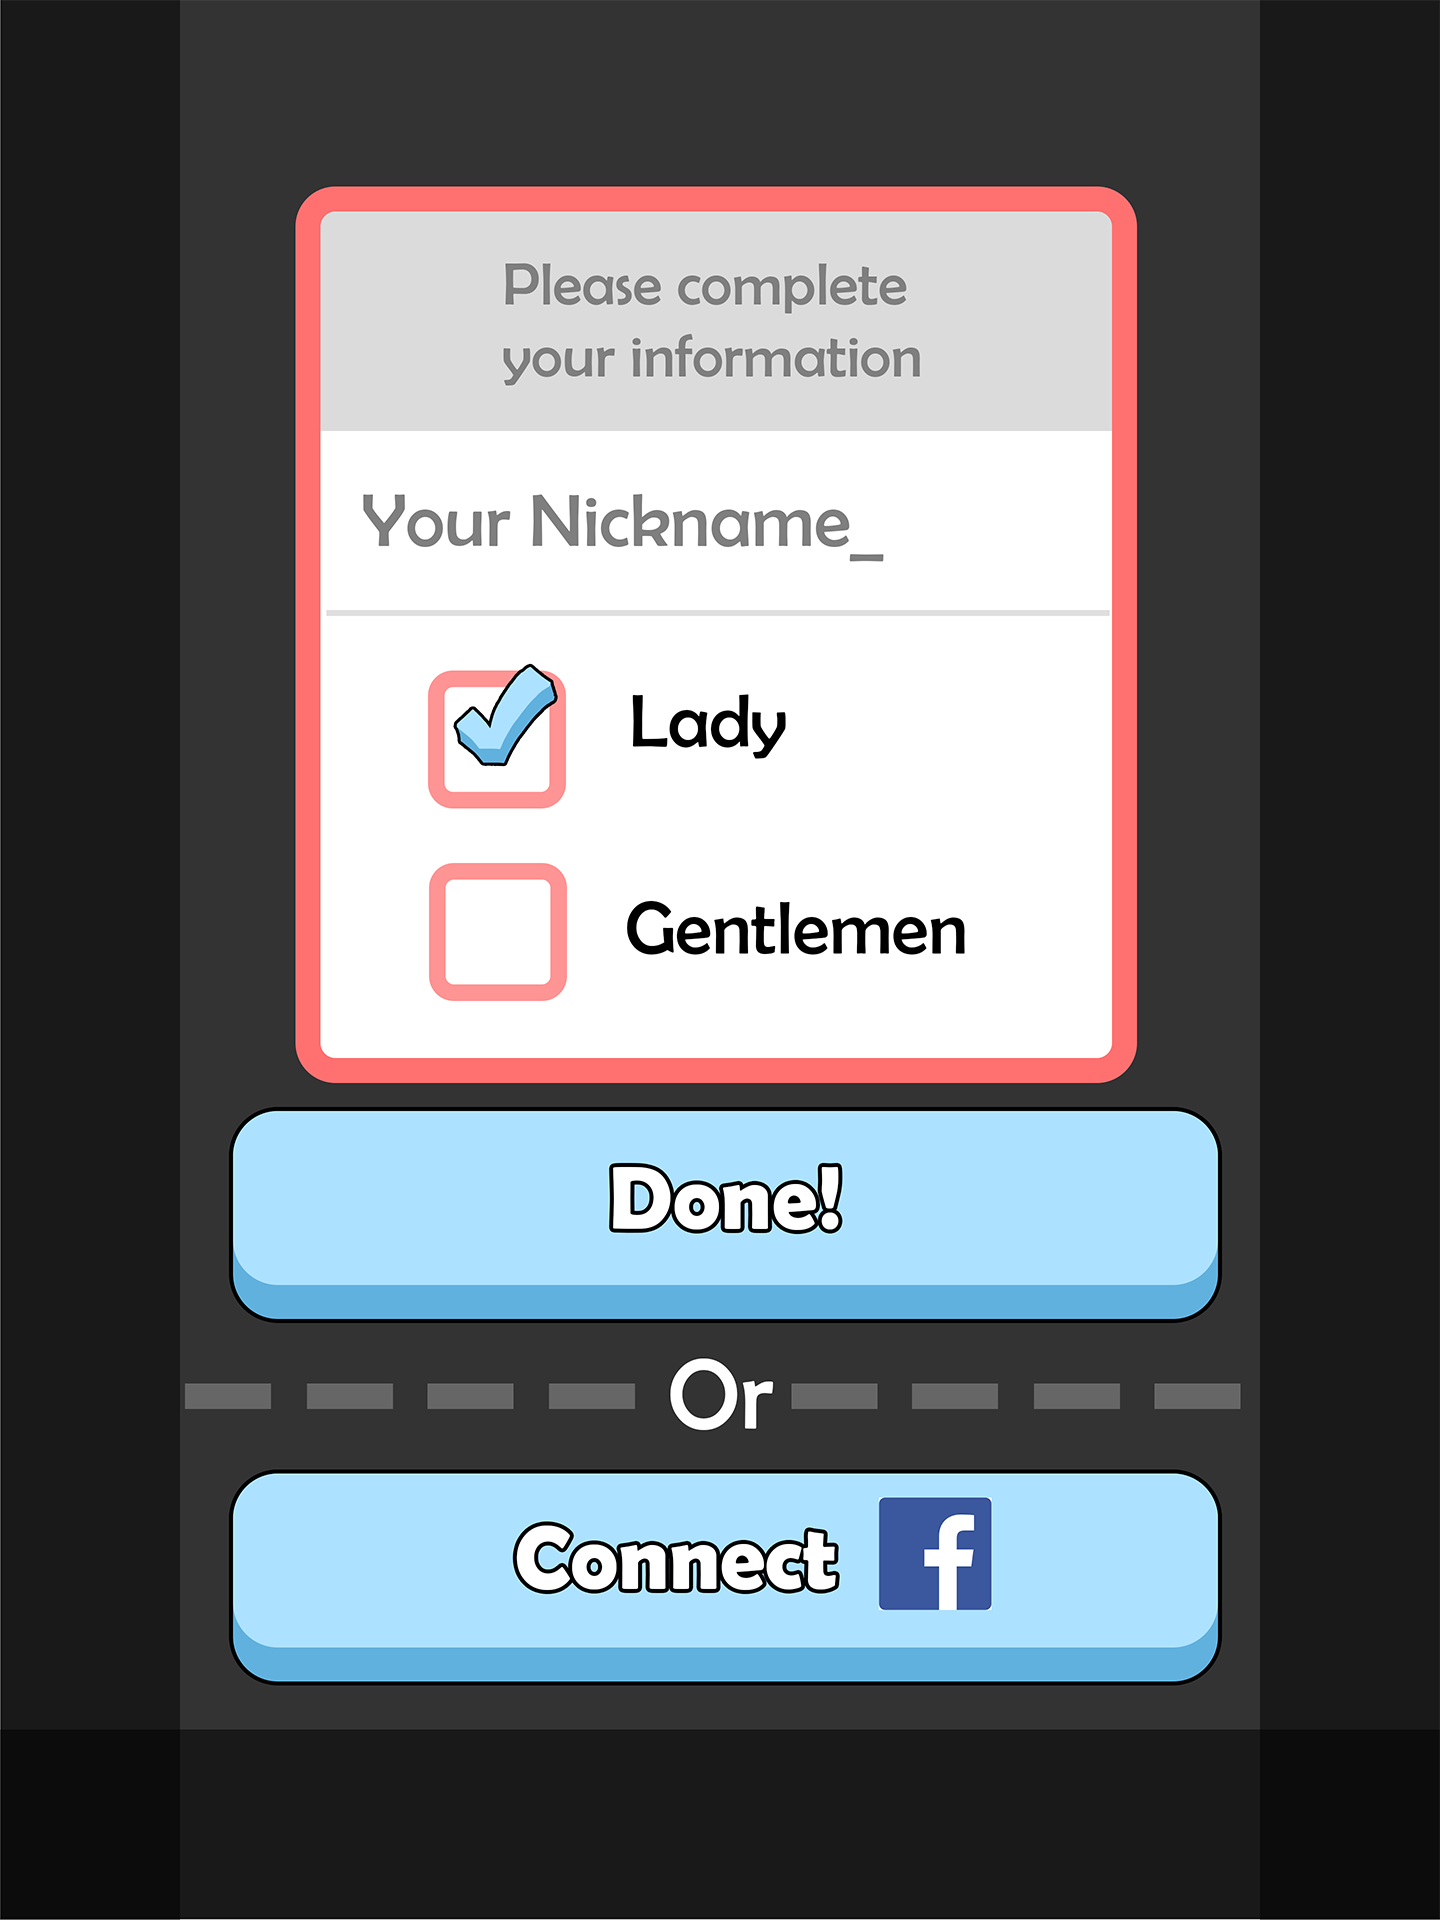 Please complete
your information
Your Nickname_
Lady
Gentlemen
Done!
Or
Connect f